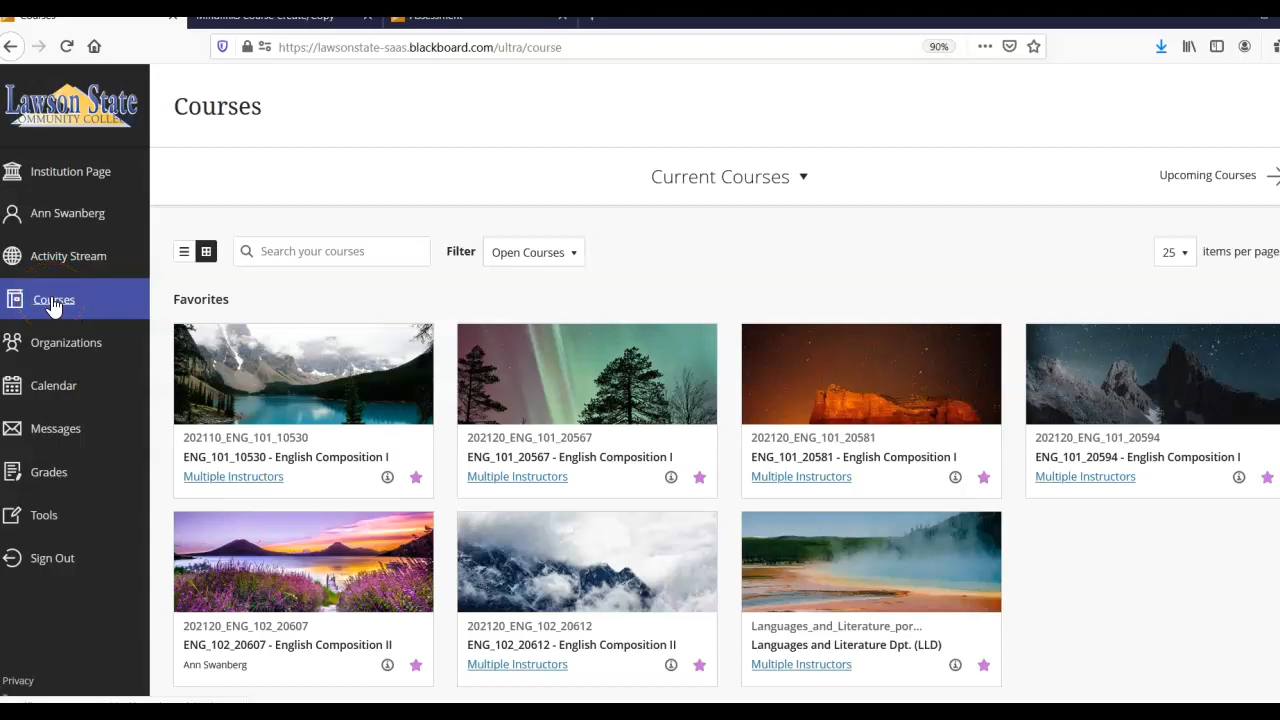 Courses
Mindlinks Course Create/Copy
Assessment
https://lawsonstate-saas.blackboard.com/ultra/course
90%
Lawson State
COMMUNITY COLLEGE
Institution Page
Ann Swanberg
Activity Stream
Courses
Organizations
Calendar
Messages
Grades
Tools
Sign Out
Privacy
Courses
Current Courses
Upcoming Courses
Search your courses
Filter
Open Courses
25
items per page
Favorites
202110_ENG_101_10530
ENG_101_10530 - English Composition I
Multiple Instructors
202120_ENG_101_20567
ENG_101_20567 - English Composition I
Multiple Instructors
202120_ENG_101_20581
ENG_101_20581 - English Composition I
Multiple Instructors
202120_ENG_101_20594
ENG_101_20594 - English Composition I
Multiple Instructors
202120_ENG_102_20607
ENG_102_20607 - English Composition II
Ann Swanberg
202120_ENG_102_20612
ENG_102_20612 - English Composition II
Multiple Instructors
Languages_and_Literature_por...
Languages and Literature Dpt. (LLD)
Multiple Instructors